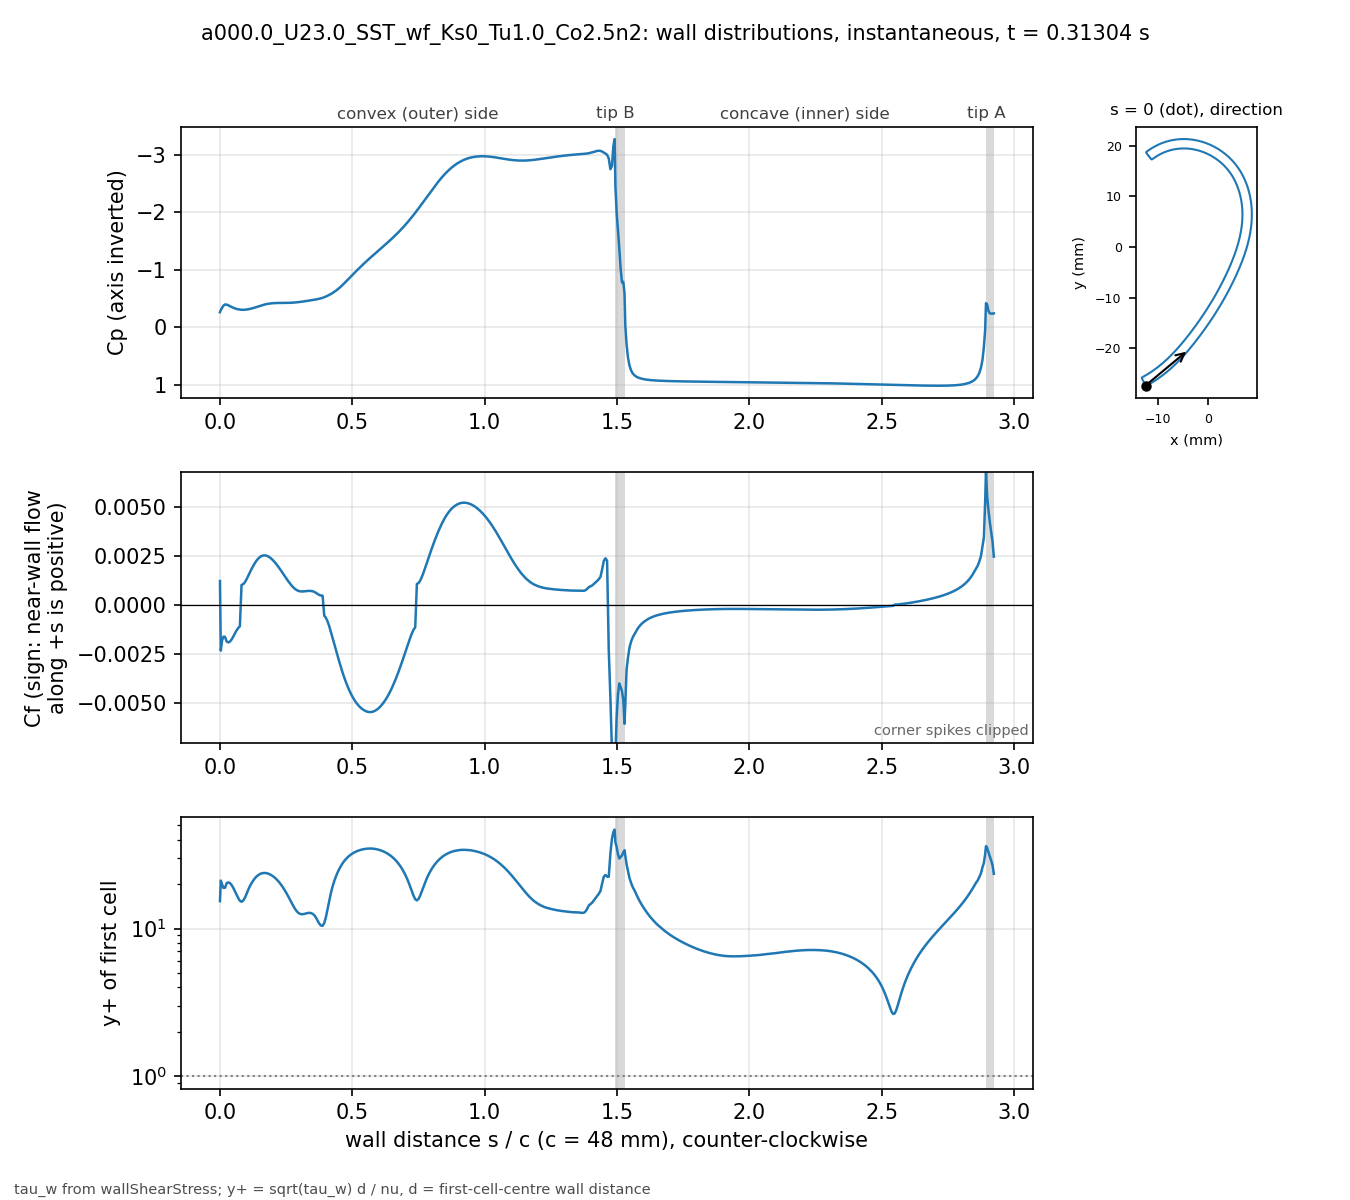 a000.0_U23.0_SST_wf_Ks0_Tu1.0_Co2.5n2: wall distributions, instantaneous, t = 0.31304 s
convex (outer) side
tip B
concave (inner) side
tip A
s = 0 (dot), direction
Cp (axis inverted)
−3
−2
−1
0
1
0.0
0.5
1.0
1.5
2.0
2.5
3.0
y (mm)
20
10
0
−10
−20
−10
0
x (mm)
Cf (sign: near-wall flow
along +s is positive)
0.0050
0.0025
0.0000
−0.0025
−0.0050
corner spikes clipped
0.0
0.5
1.0
1.5
2.0
2.5
3.0
y+ of first cell
10¹
10⁰
0.0
0.5
1.0
1.5
2.0
2.5
3.0
wall distance s / c (c = 48 mm), counter-clockwise
tau_w from wallShearStress; y+ = sqrt(tau_w) d / nu, d = first-cell-centre wall distance